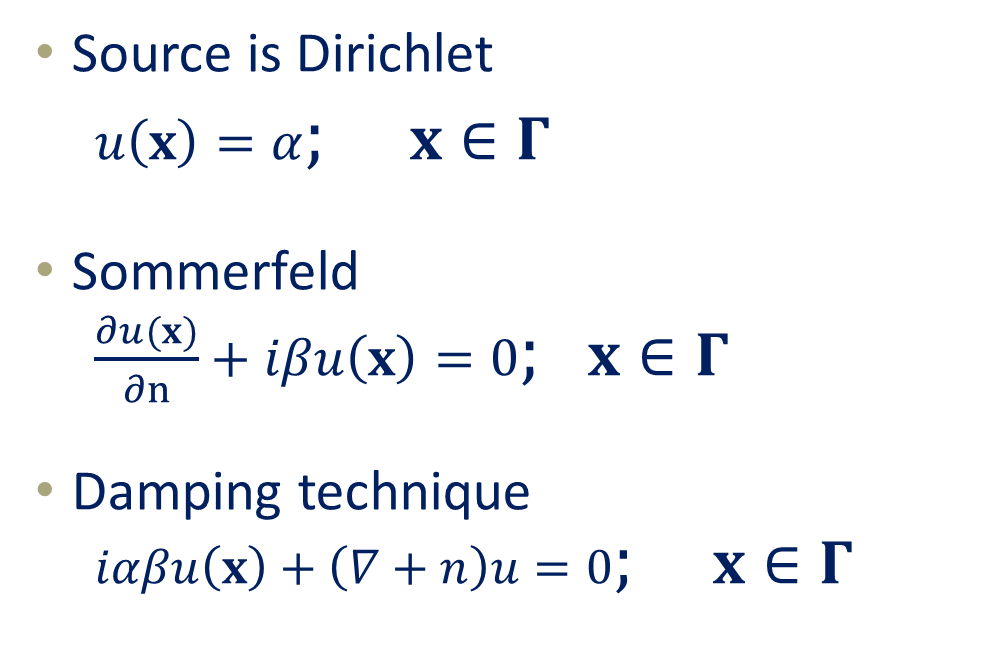 • Source is Dirichlet
u(𝐱) = α; 𝐱 ∈ 𝚪
• Sommerfeld
∂u(𝐱)/∂n + iβu(𝐱) = 0; 𝐱 ∈ 𝚪
• Damping technique
iαβu(𝐱) + (∇ + n)u = 0; 𝐱 ∈ 𝚪